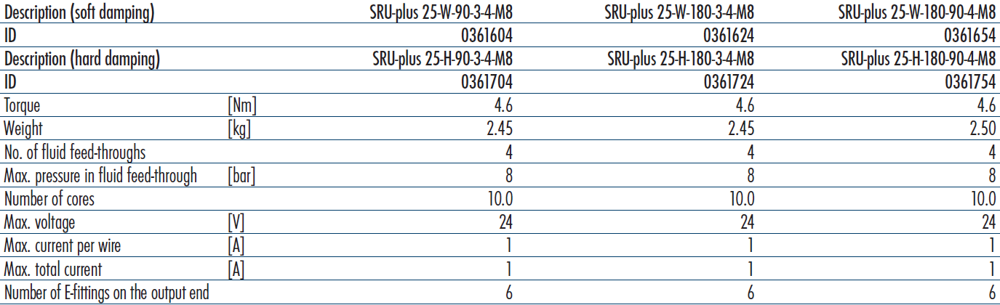 Description (soft damping) SRU-plus 25-W-90-3-4-M8 SRU-plus 25-W-180-3-4-M8 SRU-plus 25-W-180-90-4-M8
ID 0361604 0361624 0361654
Description (hard damping) SRU-plus 25-H-90-3-4-M8 SRU-plus 25-H-180-3-4-M8 SRU-plus 25-H-180-90-4-M8
ID 0361704 0361724 0361754
Torque [Nm] 4.6 4.6 4.6
Weight [kg] 2.45 2.45 2.50
No. of fluid feed-throughs 4 4 4
Max. pressure in fluid feed-through [bar] 8 8 8
Number of cores 10.0 10.0 10.0
Max. voltage [V] 24 24 24
Max. current per wire [A] 1 1 1
Max. total current [A] 1 1 1
Number of E-fittings on the output end 6 6 6